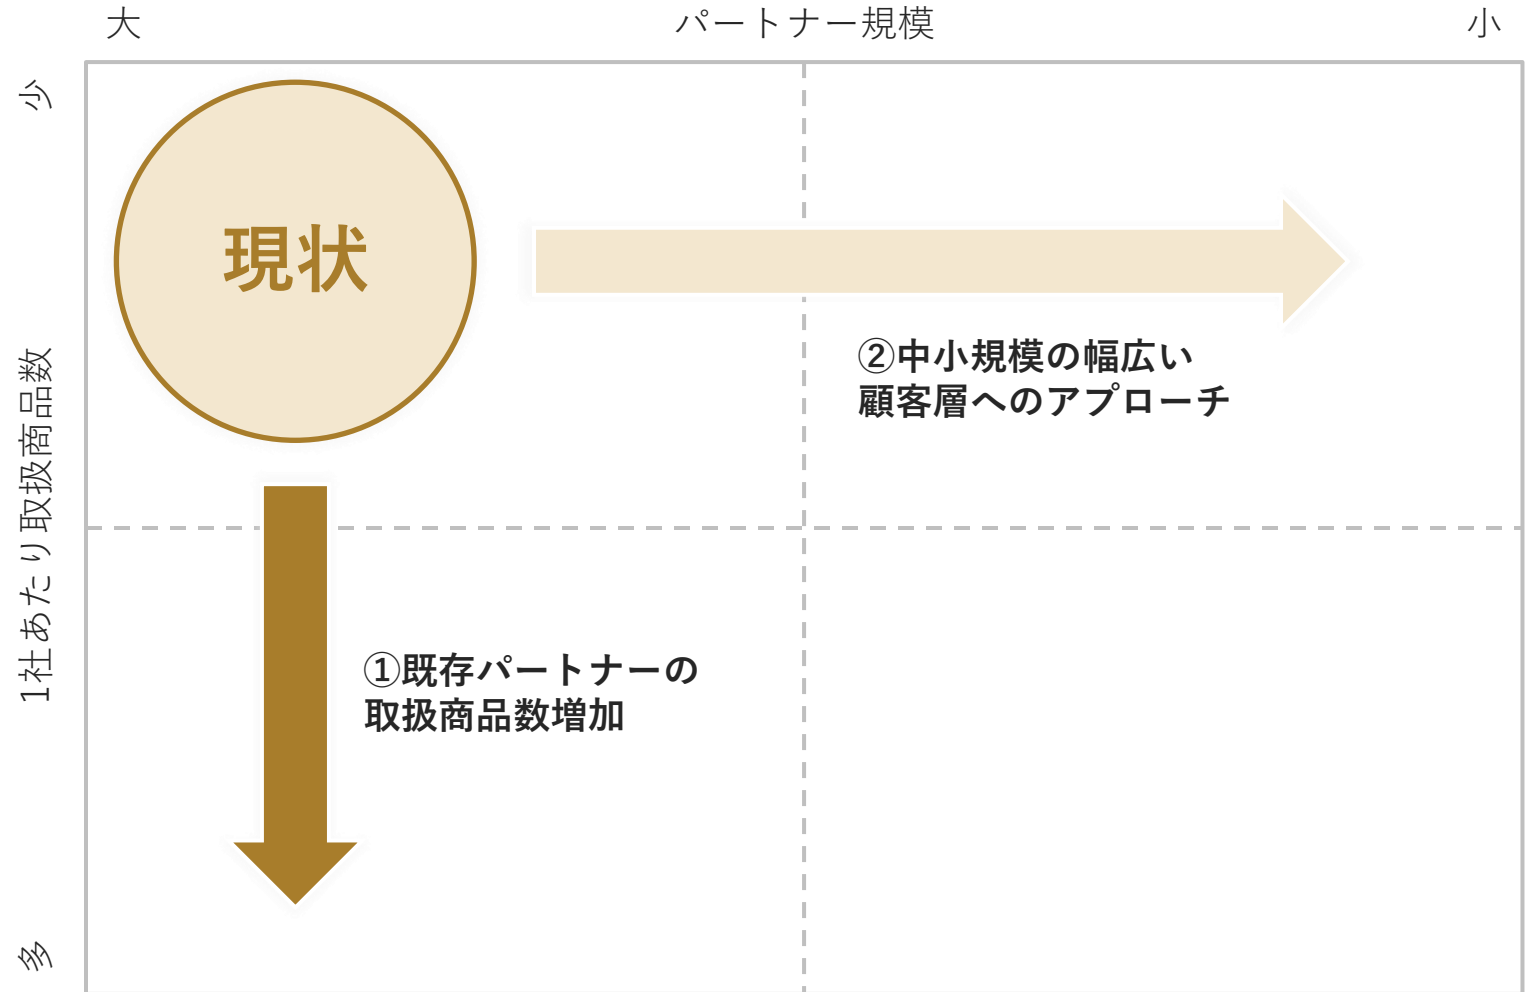 大
パートナー規模
小
少
1社あたり取扱商品数
多
現状
②中小規模の幅広い
顧客層へのアプローチ
①既存パートナーの
取扱商品数増加